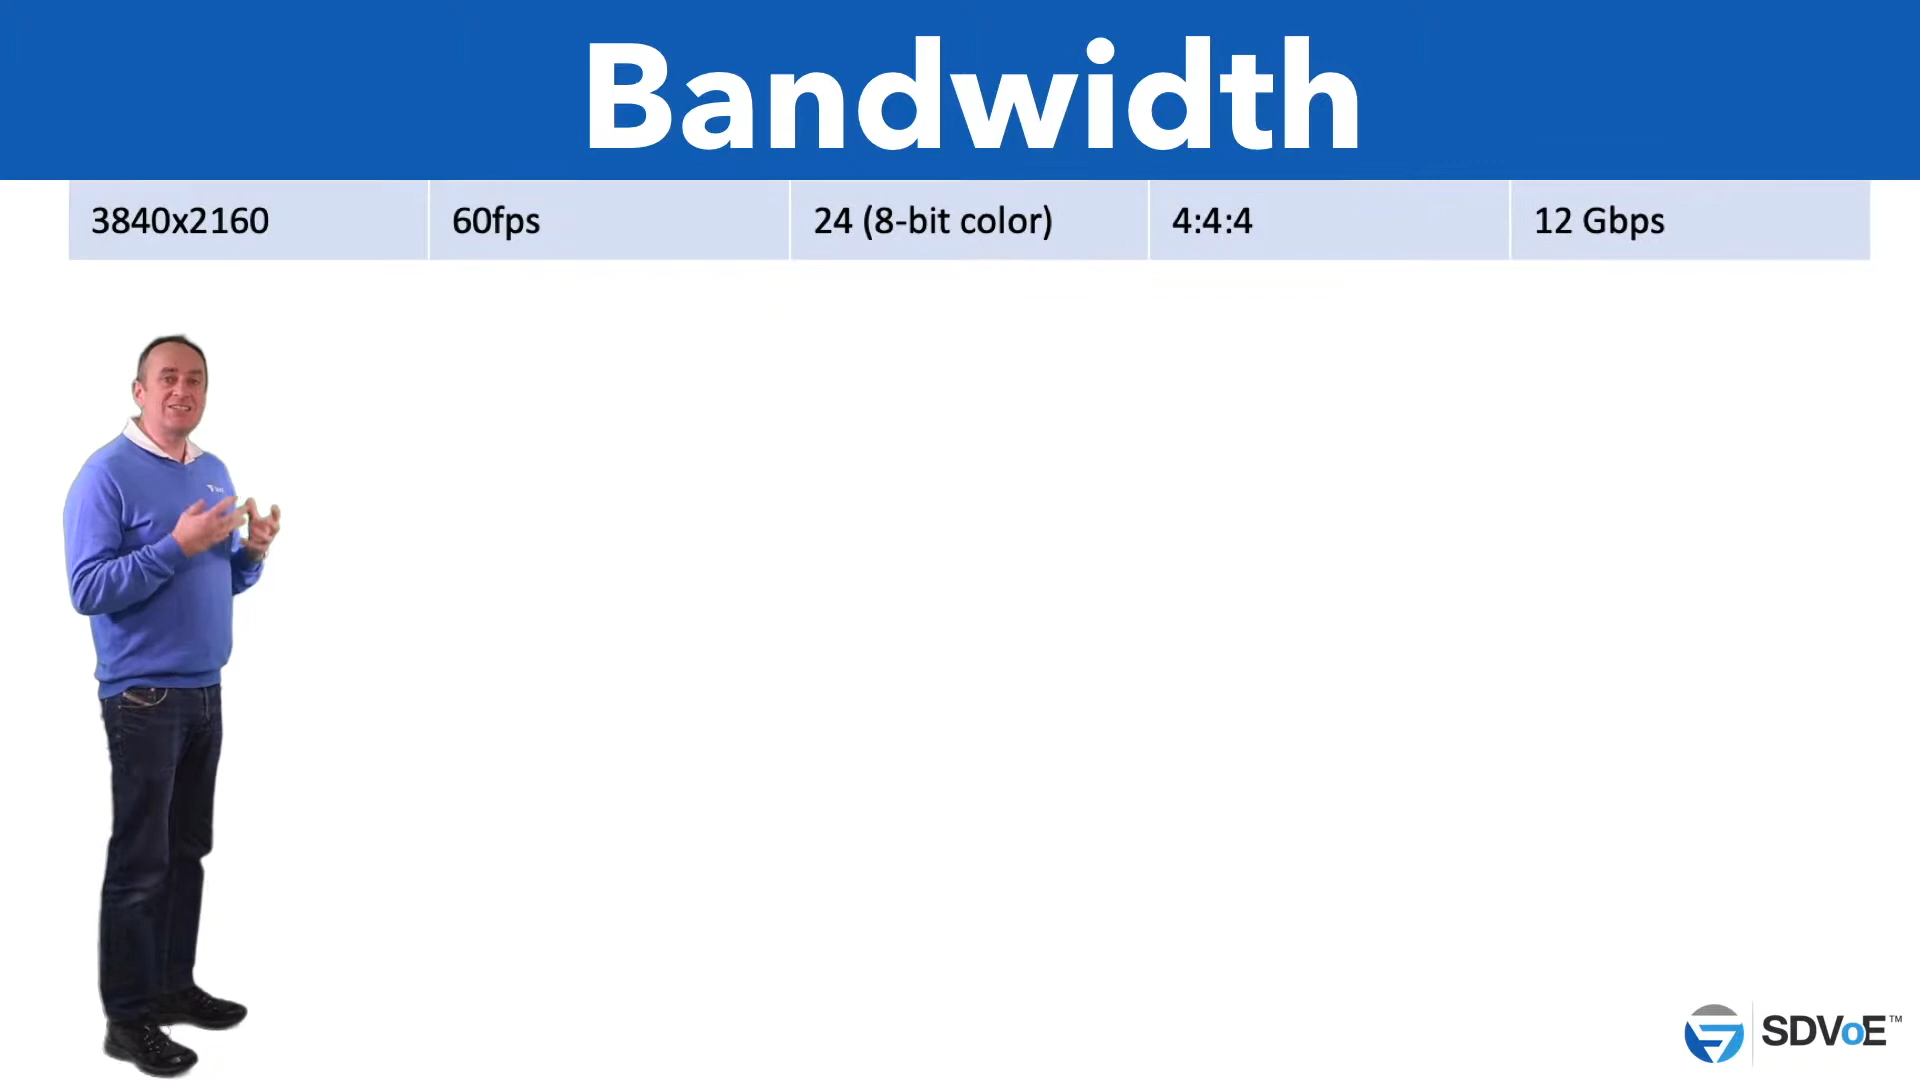 Bandwidth
3840x2160 60fps 24 (8-bit color) 4:4:4 12 Gbps
SDVoE™